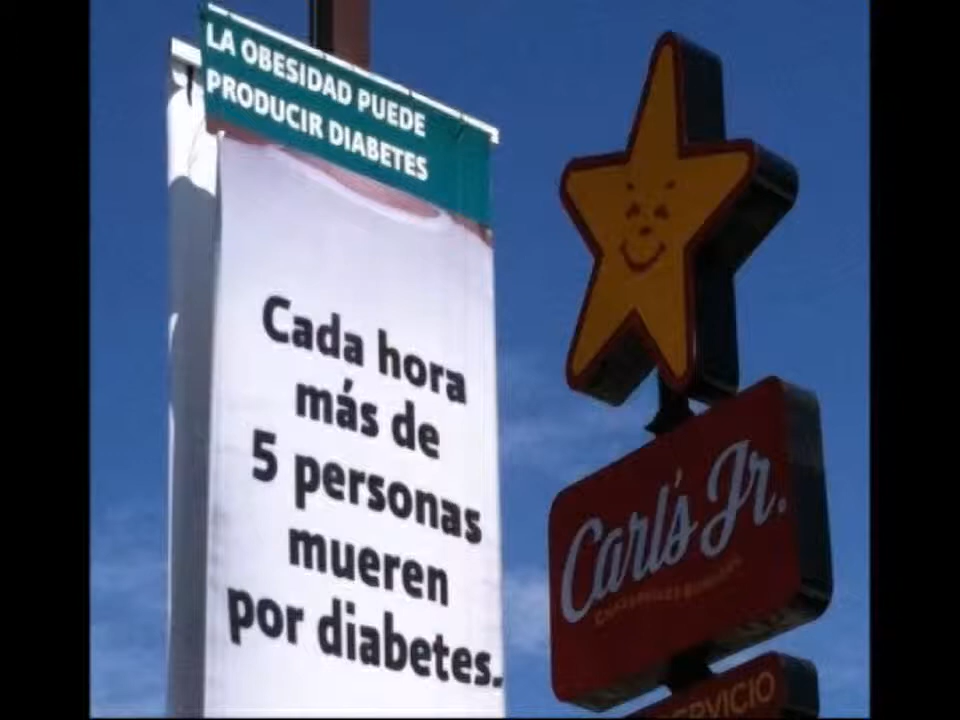 LA OBESIDAD PUEDE
PRODUCIR DIABETES
Cada hora
más de
5 personas
mueren
por diabetes.
Carl's Jr.